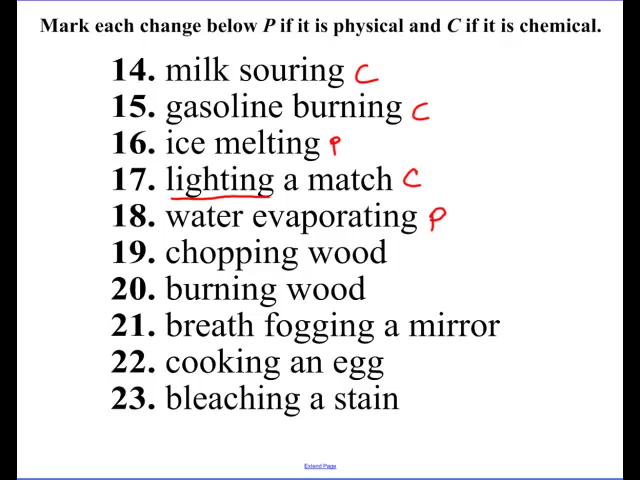 Mark each change below P if it is physical and C if it is chemical.
14. milk souring C
15. gasoline burning C
16. ice melting P
17. lighting a match C
18. water evaporating P
19. chopping wood
20. burning wood
21. breath fogging a mirror
22. cooking an egg
23. bleaching a stain
Extend Page